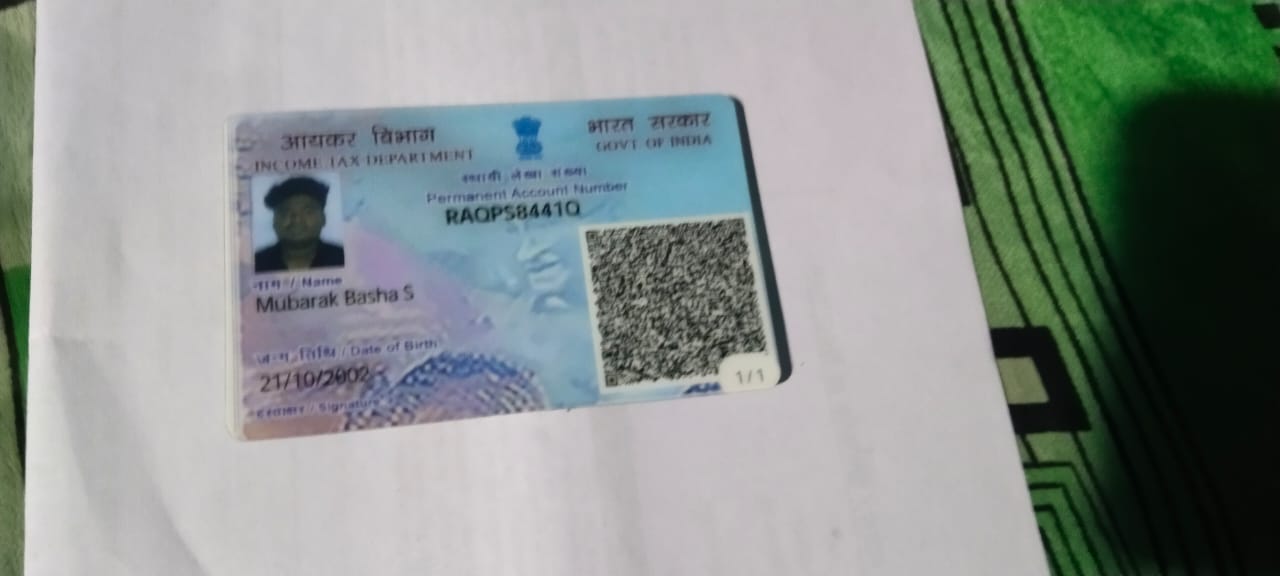 आयकर विभाग
INCOME TAX DEPARTMENT
भारत सरकार
GOVT OF INDIA
स्थायी लेखा संख्या
Permanent Account Number
RAQPS8441Q
नाम / Name
Mubarak Basha S
जन्म तिथि / Date of Birth
21/10/2002
हस्ताक्षर / Signature
1/1